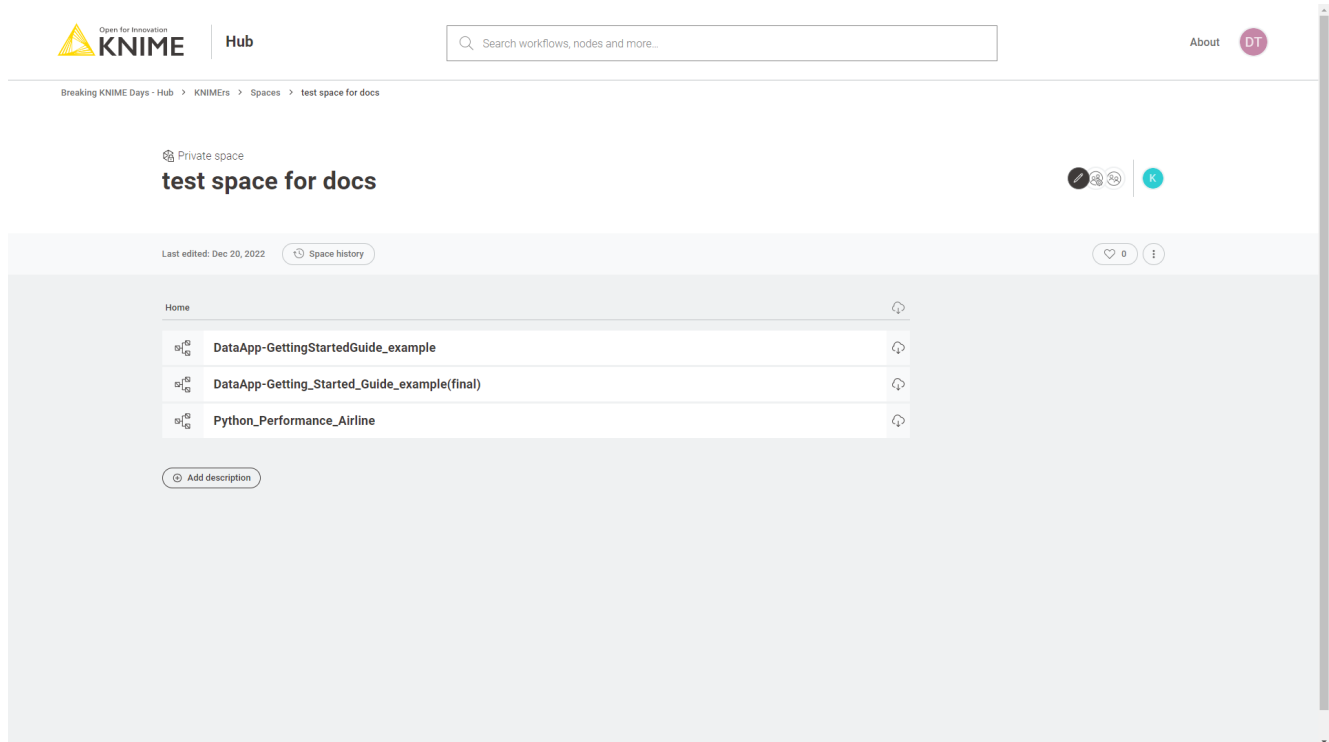 Open for Innovation
KNIME
Hub
Search workflows, nodes and more...
About
DT
Breaking KNIME Days - Hub > KNIMErs > Spaces > test space for docs
Private space
test space for docs
K
Last edited: Dec 20, 2022
Space history
0
Home
DataApp-GettingStartedGuide_example
DataApp-Getting_Started_Guide_example(final)
Python_Performance_Airline
Add description